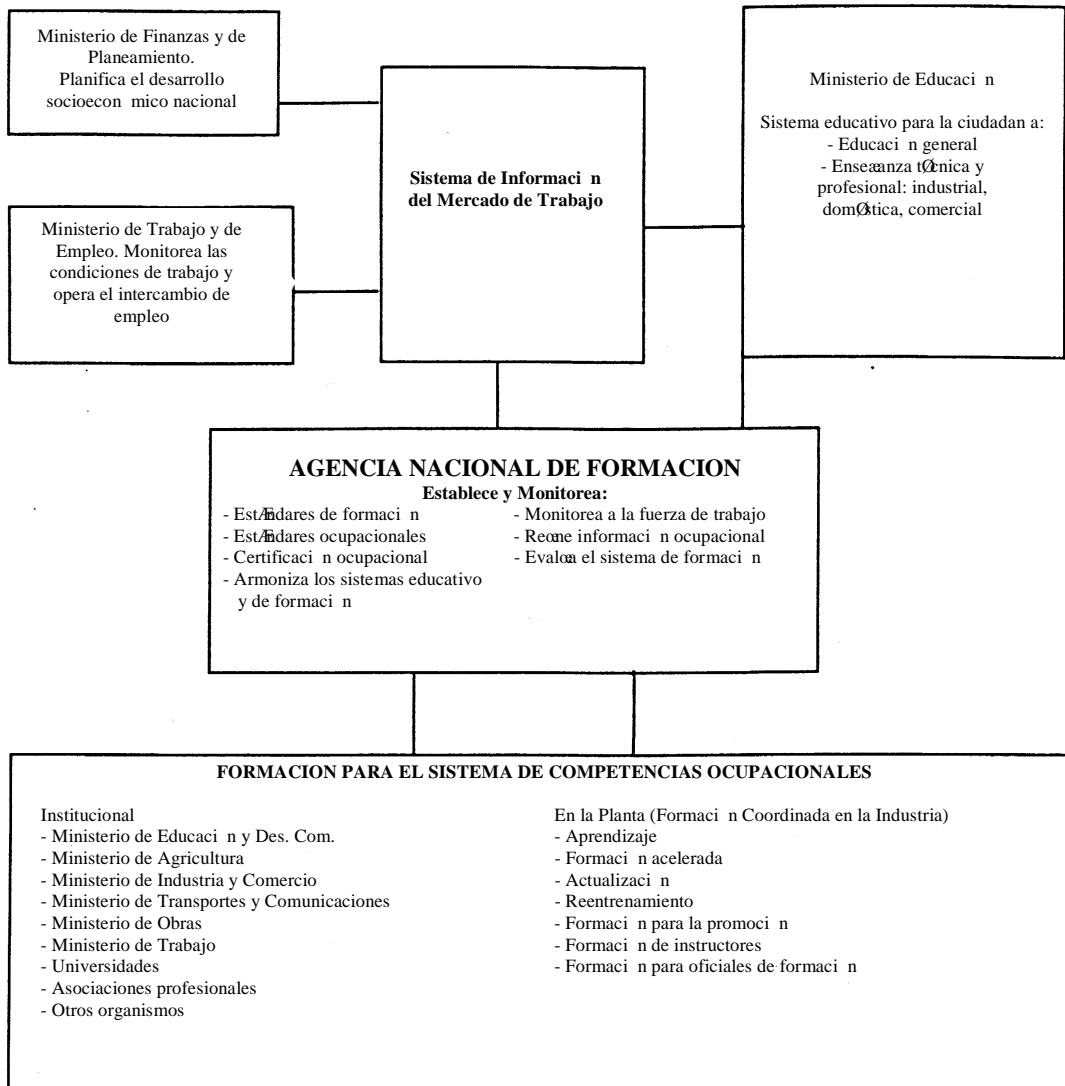 Ministerio de Finanzas y de
Planeamiento.
Planifica el desarrollo
socioecon mico nacional
Ministerio de Trabajo y de
Empleo. Monitorea las
condiciones de trabajo y
opera el intercambio de
empleo
Sistema de Informaci n
del Mercado de Trabajo
Ministerio de Educaci n
Sistema educativo para la ciudadan a:
- Educaci n general
- Enseæanza tØcnica y
profesional: industrial,
domØstica, comercial
AGENCIA NACIONAL DE FORMACION
Establece y Monitorea:
- EstÆndares de formaci n
- EstÆndares ocupacionales
- Certificaci n ocupacional
- Armoniza los sistemas educativo
y de formaci n
- Monitorea a la fuerza de trabajo
- Reœne informaci n ocupacional
- Evalœa el sistema de formaci n
FORMACION PARA EL SISTEMA DE COMPETENCIAS OCUPACIONALES
Institucional
- Ministerio de Educaci n y Des. Com.
- Ministerio de Agricultura
- Ministerio de Industria y Comercio
- Ministerio de Transportes y Comunicaciones
- Ministerio de Obras
- Ministerio de Trabajo
- Universidades
- Asociaciones profesionales
- Otros organismos
En la Planta (Formaci n Coordinada en la Industria)
- Aprendizaje
- Formaci n acelerada
- Actualizaci n
- Reentrenamiento
- Formaci n para la promoci n
- Formaci n de instructores
- Formaci n para oficiales de formaci n